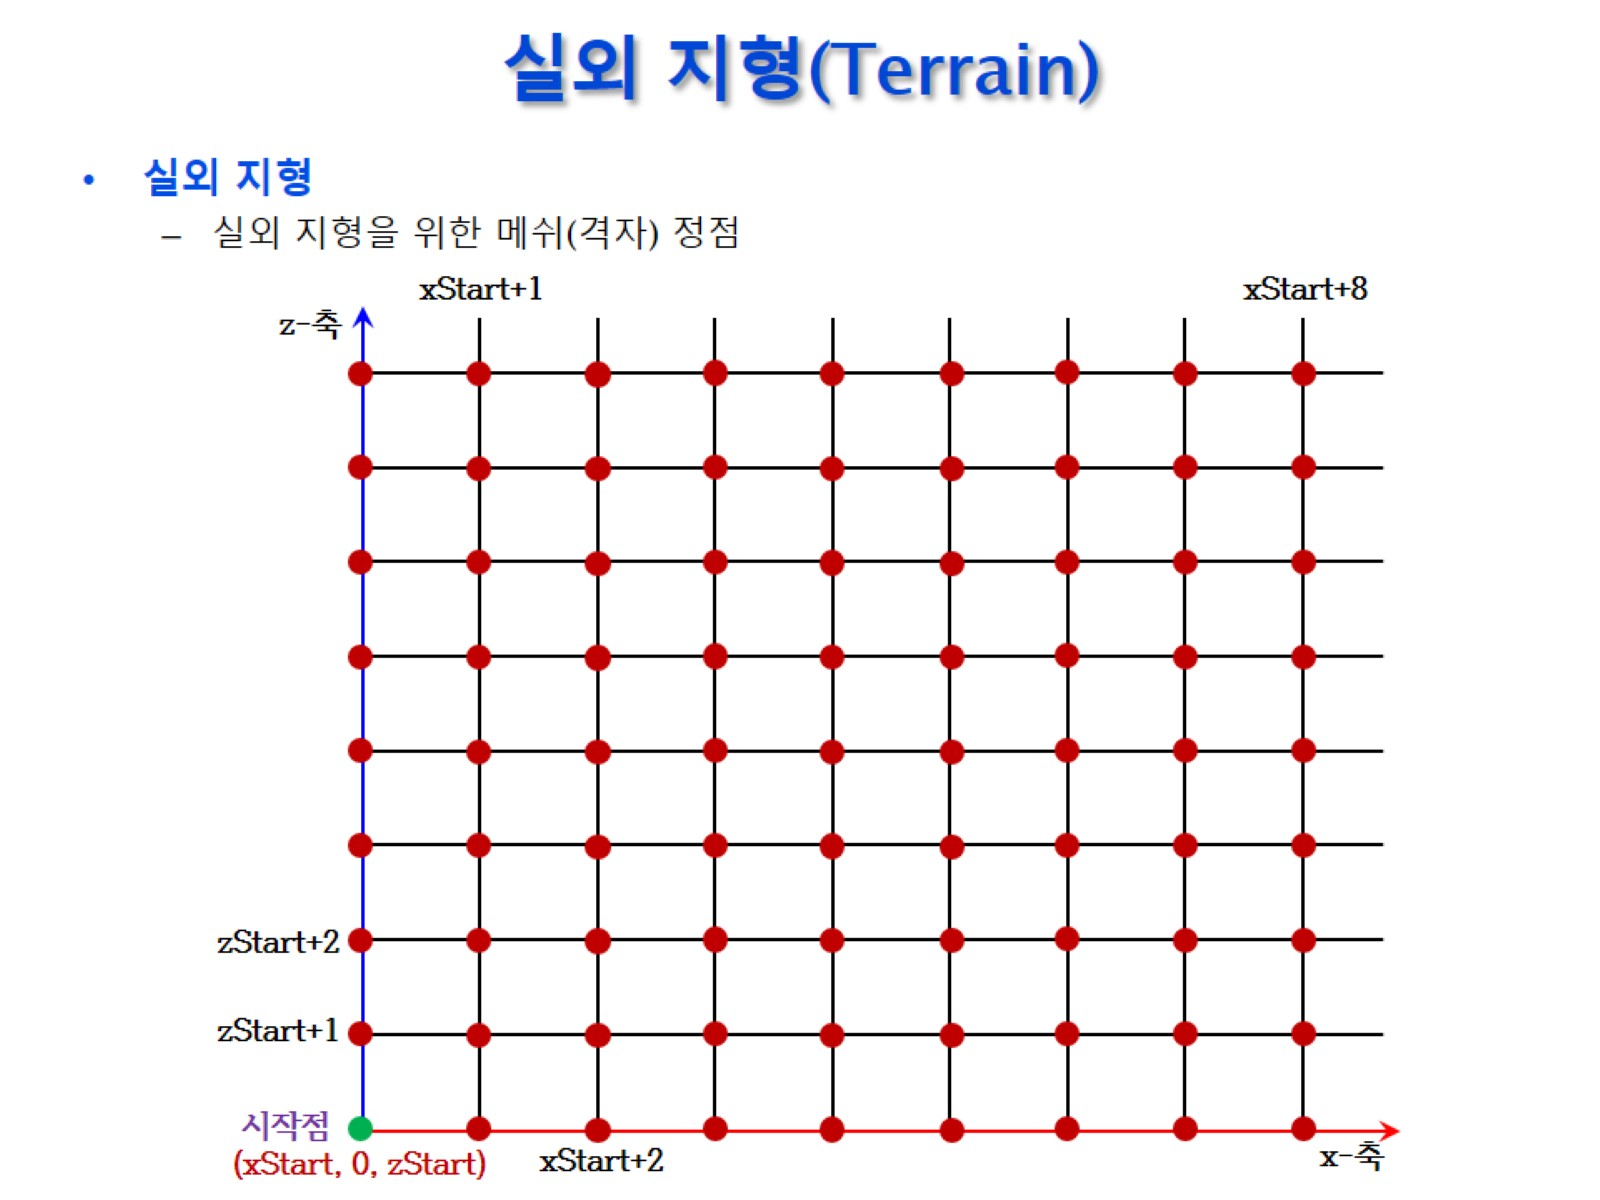 실외 지형(Terrain)
• 실외 지형
– 실외 지형을 위한 메쉬(격자) 정점
xStart+1
xStart+8
z-축
zStart+2
zStart+1
시작점
(xStart, 0, zStart)
xStart+2
x-축